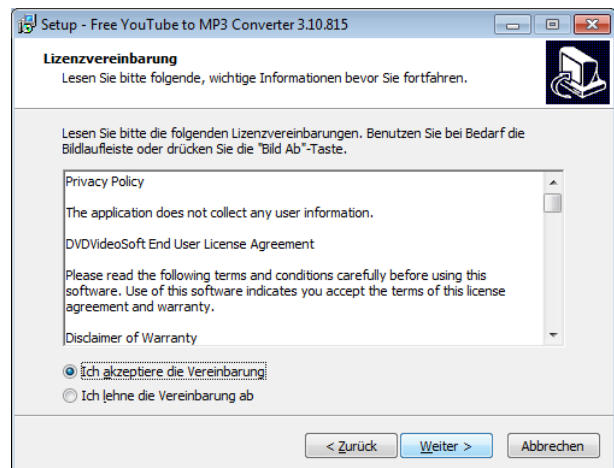 Setup - Free YouTube to MP3 Converter 3.10.815
Lizenzvereinbarung
Lesen Sie bitte folgende, wichtige Informationen bevor Sie fortfahren.
Lesen Sie bitte die folgenden Lizenzvereinbarungen. Benutzen Sie bei Bedarf die
Bildlaufleiste oder drücken Sie die "Bild Ab"-Taste.
Privacy Policy
The application does not collect any user information.
DVDVideoSoft End User License Agreement
Please read the following terms and conditions carefully before using this
software. Use of this software indicates you accept the terms of this license
agreement and warranty.
Disclaimer of Warranty
Ich akzeptiere die Vereinbarung
Ich lehne die Vereinbarung ab
< Zurück Weiter > Abbrechen